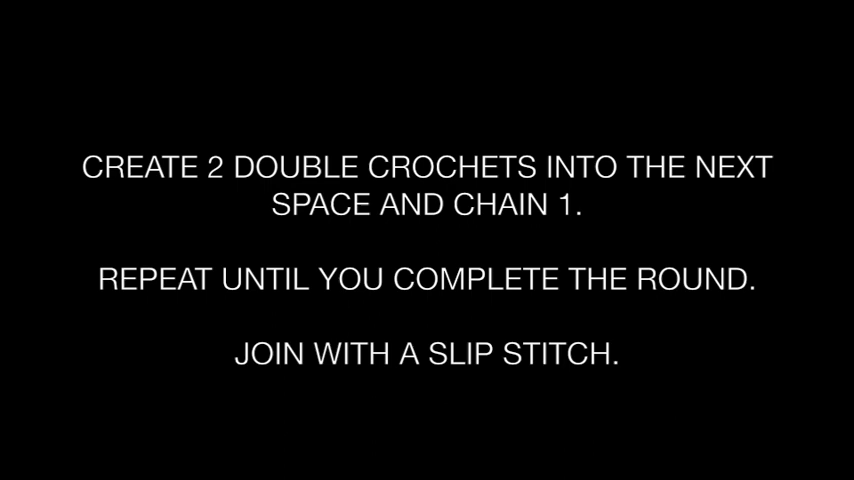 CREATE 2 DOUBLE CROCHETS INTO THE NEXT
SPACE AND CHAIN 1.
REPEAT UNTIL YOU COMPLETE THE ROUND.
JOIN WITH A SLIP STITCH.